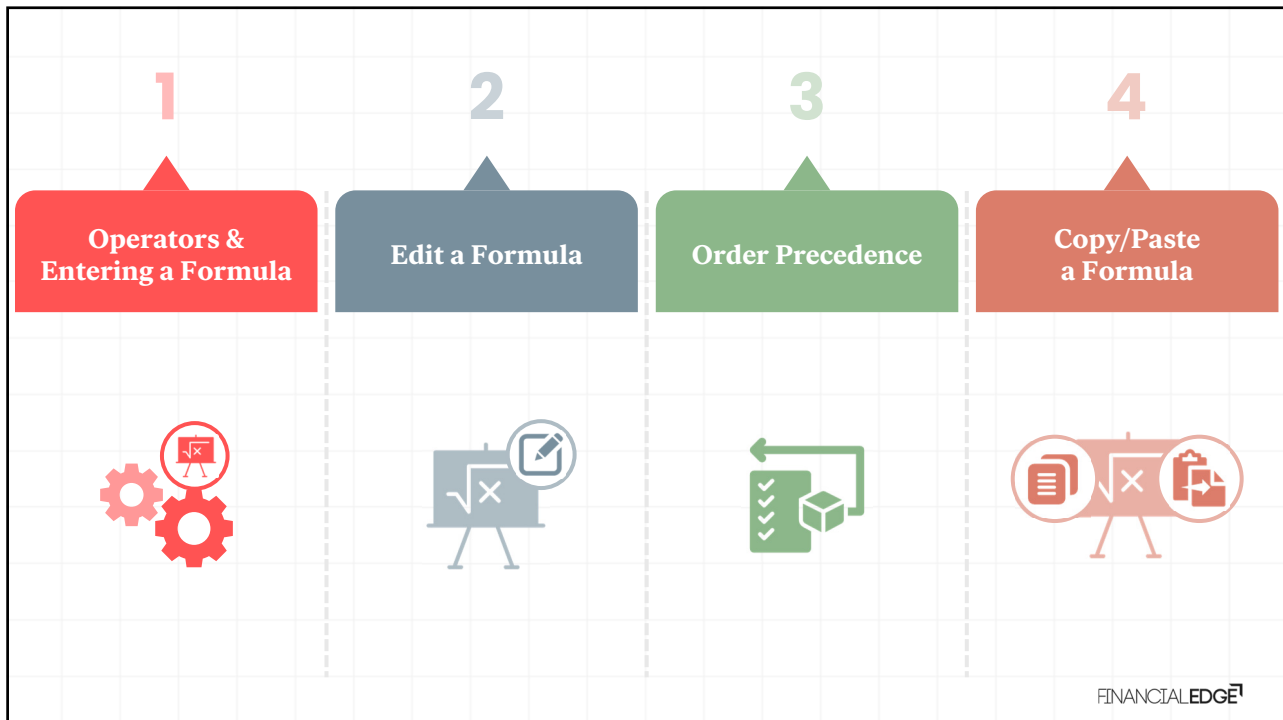 1
2
3
4
Operators &
Entering a Formula
Edit a Formula
Order Precedence
Copy/Paste
a Formula
FINANCIALEDGE